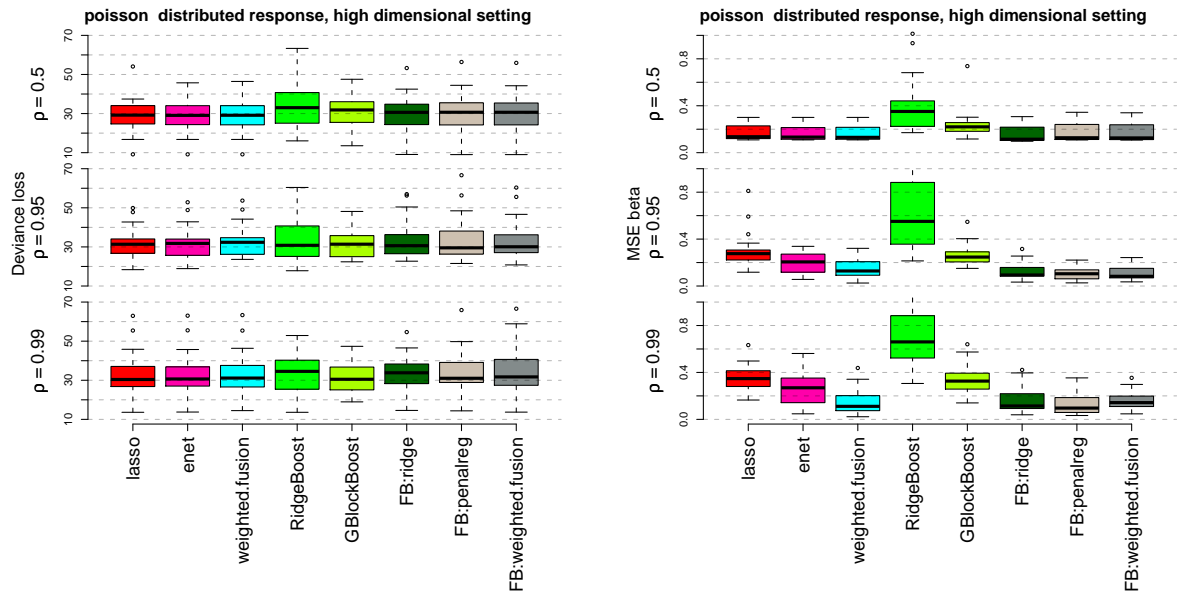 poisson distributed response, high dimensional setting
Deviance loss
ρ = 0.5
10 30 50 70
ρ = 0.95
10 30 50 70
ρ = 0.99
10 30 50 70
lasso
enet
weighted.fusion
RidgeBoost
GBlockBoost
FB:ridge
FB:penalreg
FB:weighted.fusion
poisson distributed response, high dimensional setting
MSE beta
ρ = 0.5
0.0 0.4 0.8
ρ = 0.95
0.0 0.4 0.8
ρ = 0.99
0.0 0.4 0.8
lasso
enet
weighted.fusion
RidgeBoost
GBlockBoost
FB:ridge
FB:penalreg
FB:weighted.fusion